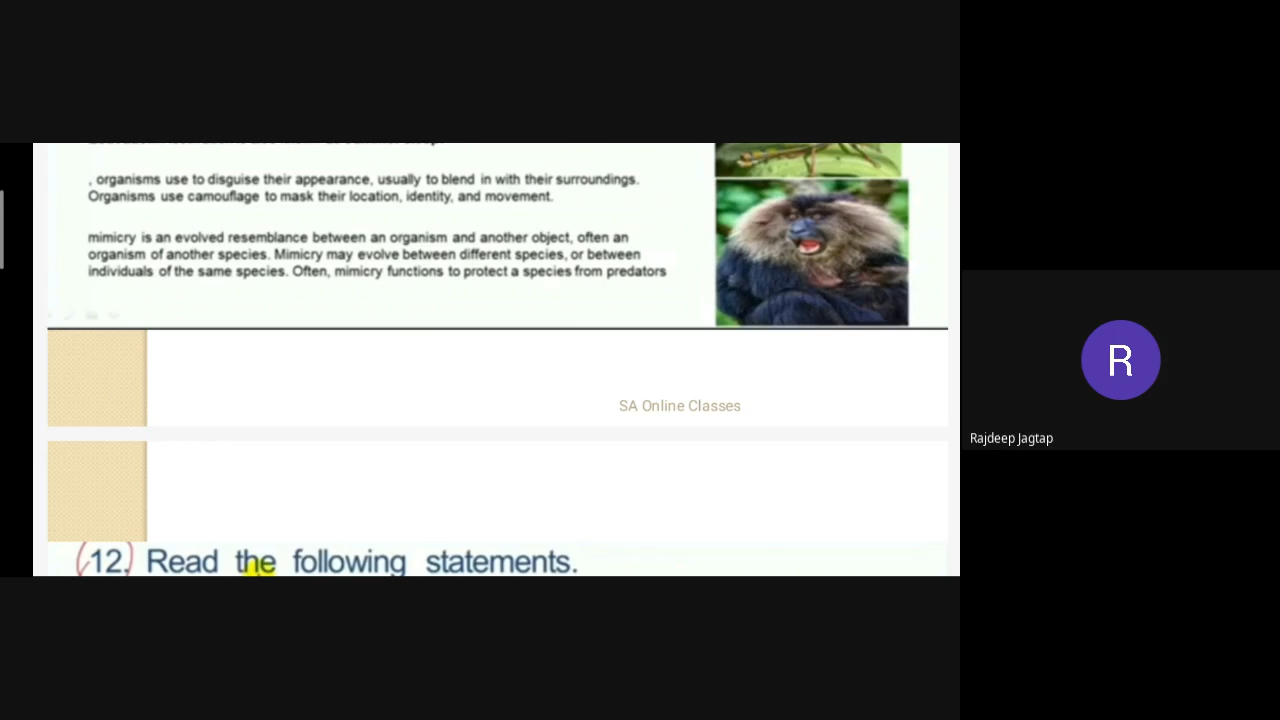 , organisms use to disguise their appearance, usually to blend in with their surroundings.
Organisms use camouflage to mask their location, identity, and movement.
mimicry is an evolved resemblance between an organism and another object, often an
organism of another species. Mimicry may evolve between different species, or between
individuals of the same species. Often, mimicry functions to protect a species from predators
SA Online Classes
12. Read the following statements.
R
Rajdeep Jagtap